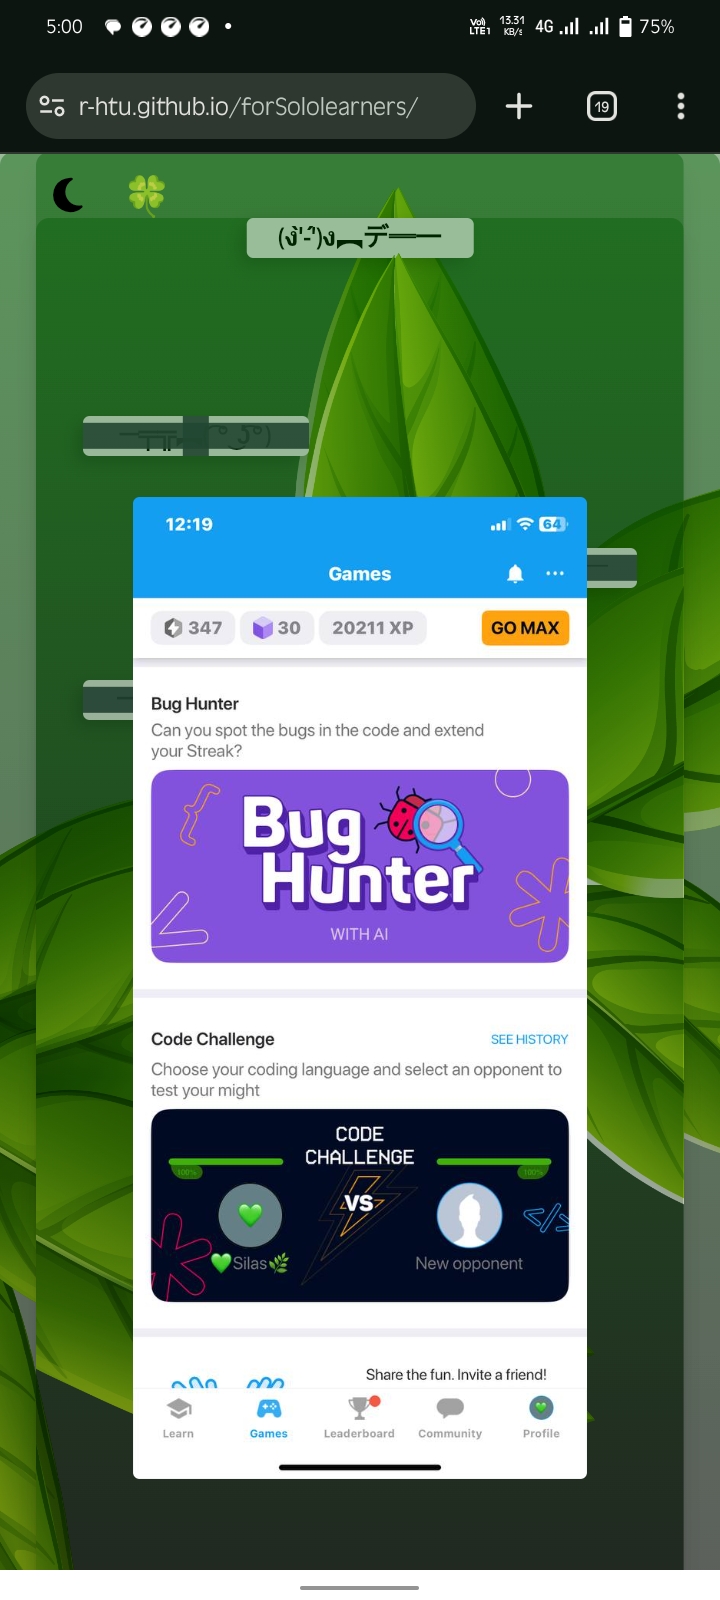 5:00
Vo)) LTE1 13.31 KB/s 4G 75%
r-htu.github.io/forSololearners/
19
(ง'̀-'́)ง︻デ══━
12:19
64
Games
347
30
20211 XP
GO MAX
Bug Hunter
Can you spot the bugs in the code and extend
your Streak?
Bug
Hunter
WITH AI
Code Challenge
SEE HISTORY
Choose your coding language and select an opponent to
test your might
CODE
CHALLENGE
100%
100%
VS
</>
💚Silas🌿
New opponent
Share the fun. Invite a friend!
Learn
Games
Leaderboard
Community
Profile